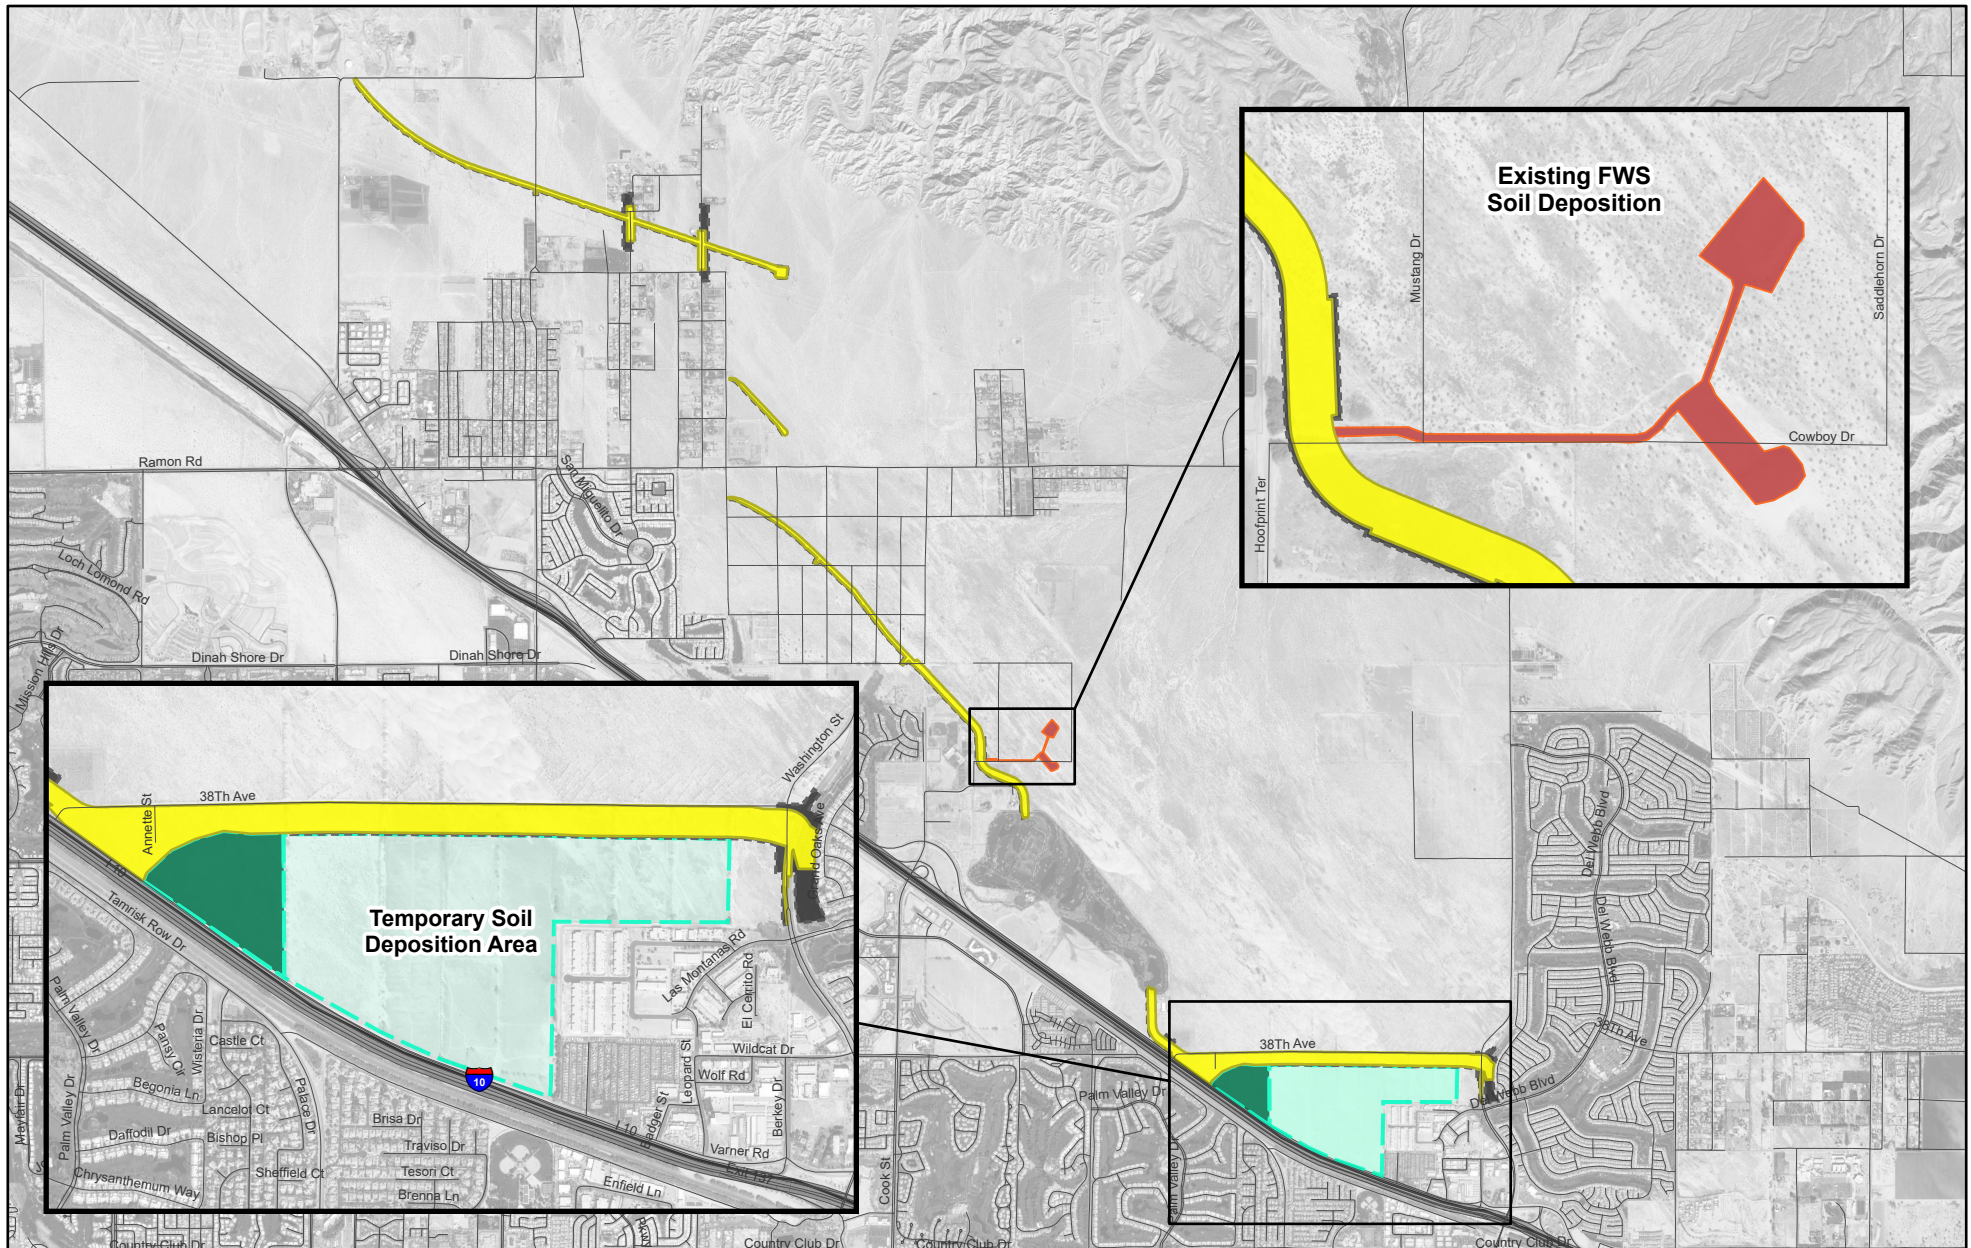 Existing FWS
Soil Deposition
Mustang Dr
Saddlehorn Dr
Cowboy Dr
Hoofprint Ter
Ramon Rd
San Miguelito Dr
Loch Lomond Rd
Mission Hills Dr
Dinah Shore Dr
Dinah Shore Dr
Washington St
38Th Ave
Annette St
Grand Oaks Ave
I-10
Tamrisk Row Dr
Temporary Soil
Deposition Area
Las Montanas Rd
El Cerrito Rd
Palm Valley Dr
Pansy Cir
Wisteria Dr
Castle Ct
Wildcat Dr
Leopard St
Wolf Rd
10
Begonia Ln
Palace Dr
Lancelot Ct
Brisa Dr
Badger St
Berkey Dr
I-10
Mayfair Dr
Palm Valley Dr
Daffodil Dr
Bishop Pl
Traviso Dr
Varner Rd
Sheffield Ct
Tesori Ct
Exit 137
Chrysanthemum Way
Brenna Ln
Enfield Ln
Pkwy
Cook St
Del Webb Blvd
Del Webb Blvd
38Th Ave
38Th Ave
Del Webb Blvd
Palm Valley Dr
Palm Valley Dr
Country Club Dr
Country Club Dr
Country Club Dr
Country Club Dr